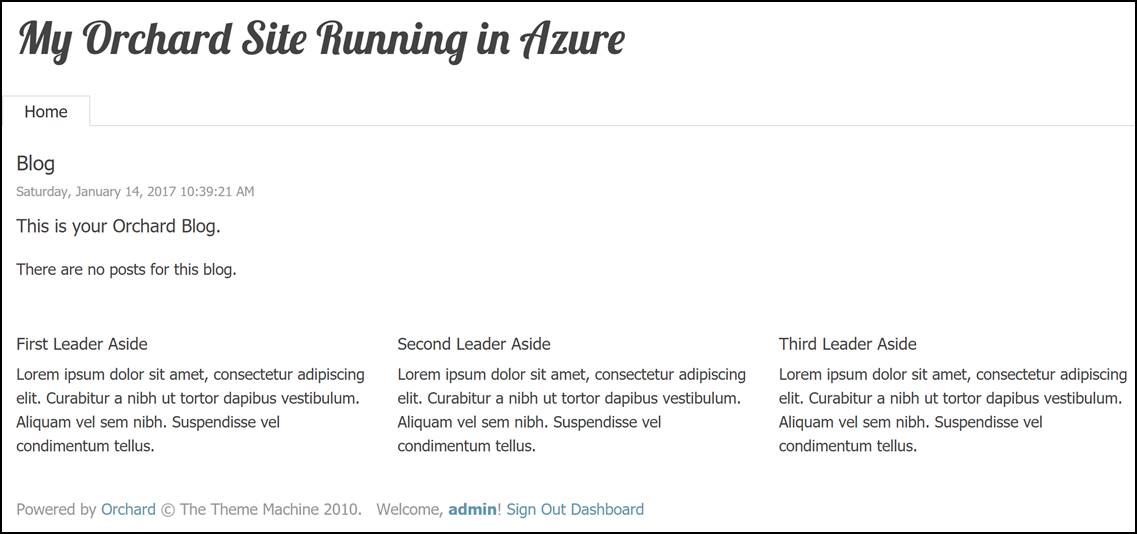 My Orchard Site Running in Azure
Home
Blog
Saturday, January 14, 2017 10:39:21 AM
This is your Orchard Blog.
There are no posts for this blog.
First Leader Aside
Lorem ipsum dolor sit amet, consectetur adipiscing
elit. Curabitur a nibh ut tortor dapibus vestibulum.
Aliquam vel sem nibh. Suspendisse vel
condimentum tellus.
Second Leader Aside
Lorem ipsum dolor sit amet, consectetur adipiscing
elit. Curabitur a nibh ut tortor dapibus vestibulum.
Aliquam vel sem nibh. Suspendisse vel
condimentum tellus.
Third Leader Aside
Lorem ipsum dolor sit amet, consectetur adipiscing
elit. Curabitur a nibh ut tortor dapibus vestibulum.
Aliquam vel sem nibh. Suspendisse vel
condimentum tellus.
Powered by Orchard © The Theme Machine 2010. Welcome, admin! Sign Out Dashboard